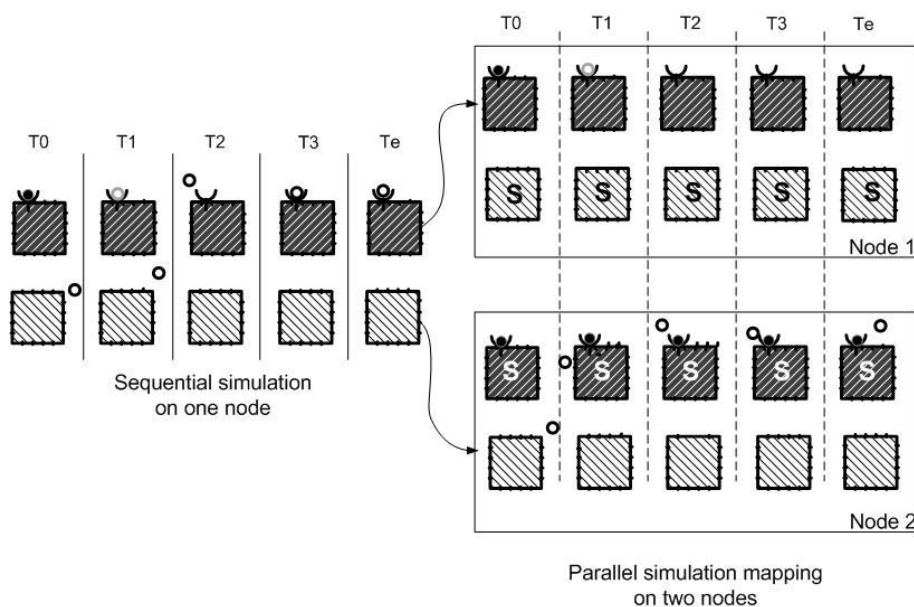 T0 T1 T2 T3 Te
S S S S S
Node 1
T0 T1 T2 T3 Te
Sequential simulation
on one node
S S S S S
Node 2
Parallel simulation mapping
on two nodes